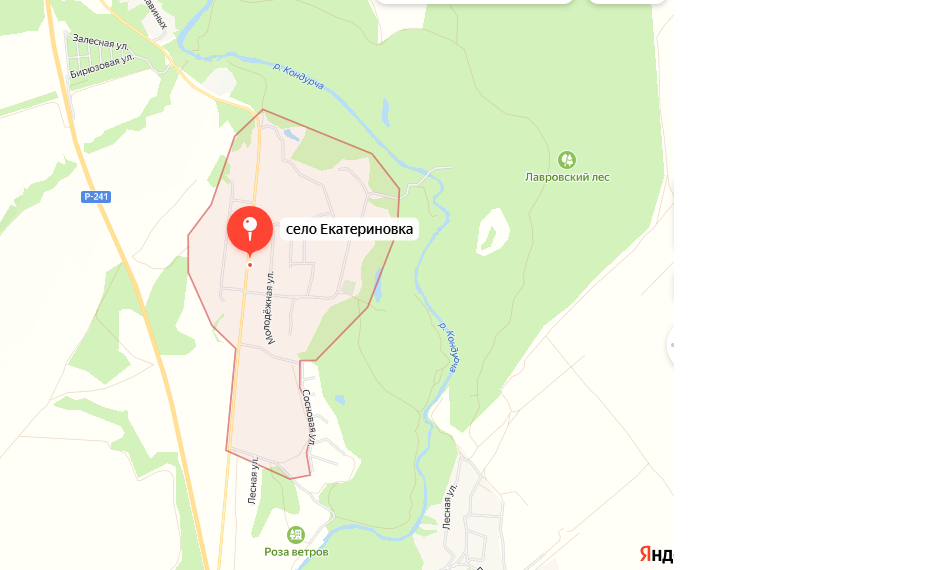 Залесная ул.
Бирюзовая ул.
р. Кондурча
Р-241
Лавровский лес
село Екатериновка
Молодёжная ул.
р. Кондурча
Сосновая ул.
Лесная ул.
Лесная ул.
Роза ветров
Янд